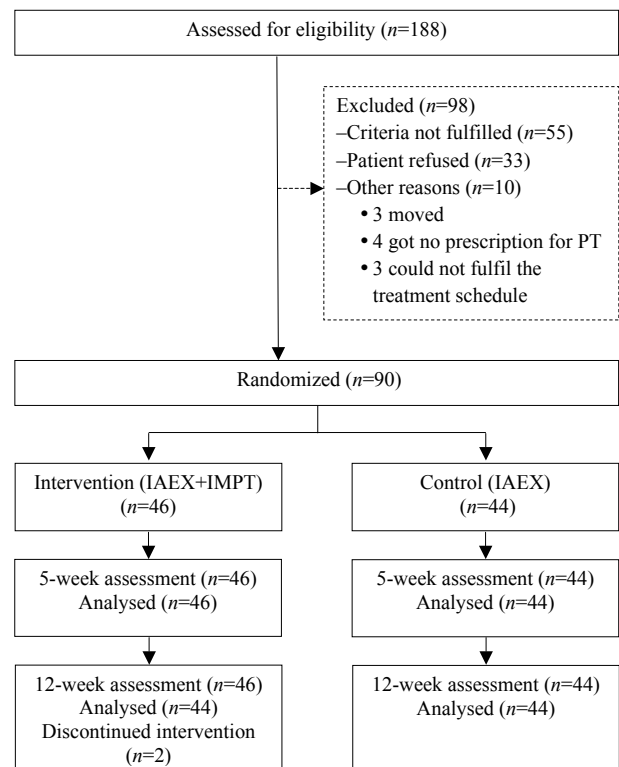 Assessed for eligibility (n=188)
Excluded (n=98)
–Criteria not fulfilled (n=55)
–Patient refused (n=33)
–Other reasons (n=10)
• 3 moved
• 4 got no prescription for PT
• 3 could not fulfil the
treatment schedule
Randomized (n=90)
Intervention (IAEX+IMPT)
(n=46)
Control (IAEX)
(n=44)
5-week assessment (n=46)
Analysed (n=46)
5-week assessment (n=44)
Analysed (n=44)
12-week assessment (n=46)
Analysed (n=44)
Discontinued intervention
(n=2)
12-week assessment (n=44)
Analysed (n=44)